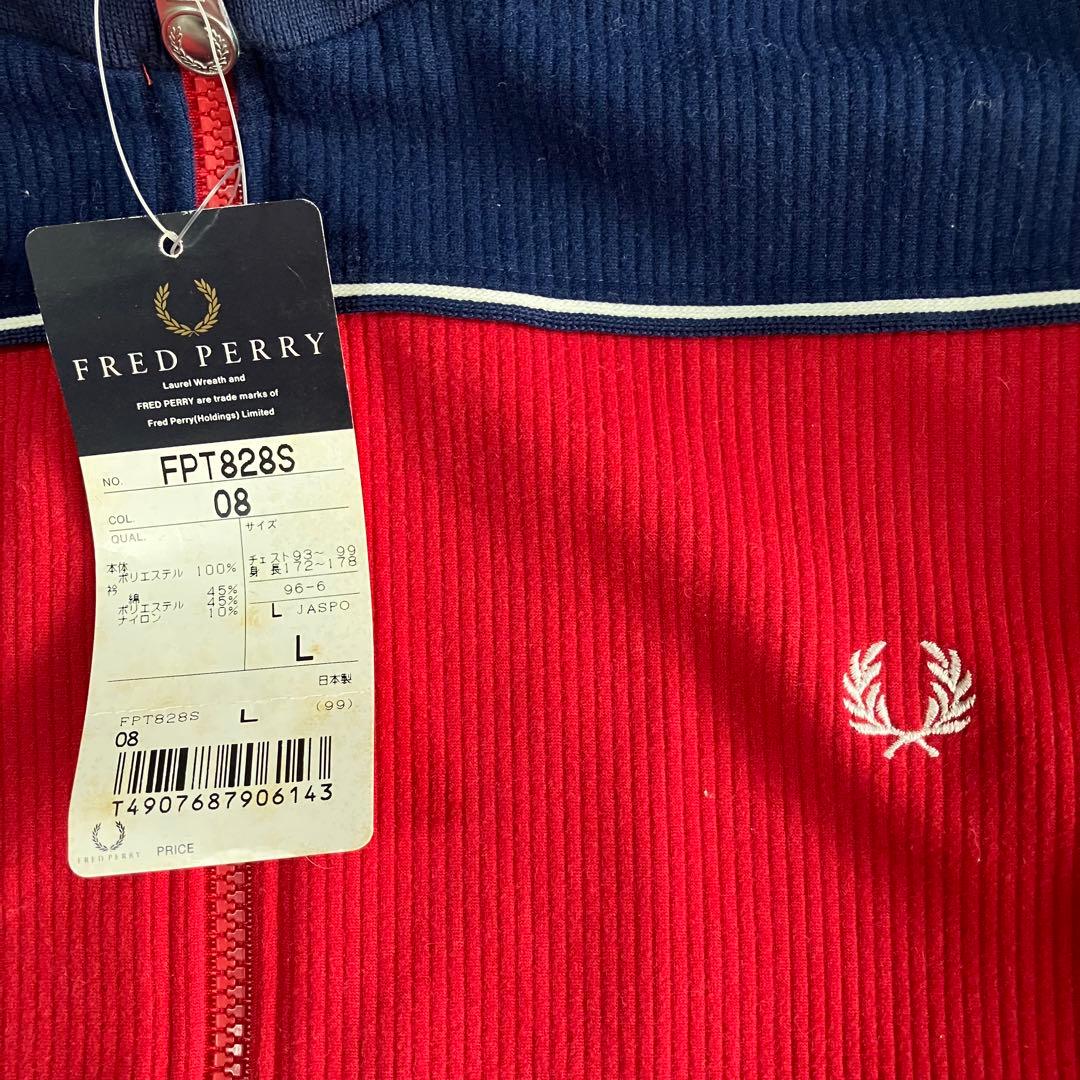 FRED PERRY
Laurel Wreath and
FRED PERRY are trade marks of
Fred Perry(Holdings) Limited
NO. FPT828S
COL. 08
QUAL.
本体
ポリエステル 100%
衿
綿 45%
ポリエステル 45%
ナイロン 10%
サイズ
チェスト93〜 99
身 長172〜178
96-6
L JASPO
L
日本製
FPT828S L (99)
08
T4907687906143
FRED PERRY PRICE